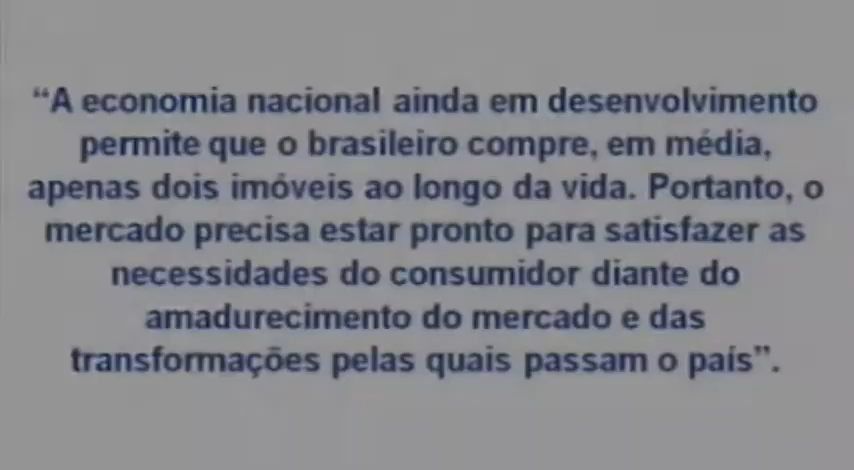 “A economia nacional ainda em desenvolvimento
permite que o brasileiro compre, em média,
apenas dois imóveis ao longo da vida. Portanto, o
mercado precisa estar pronto para satisfazer as
necessidades do consumidor diante do
amadurecimento do mercado e das
transformações pelas quais passam o país”.